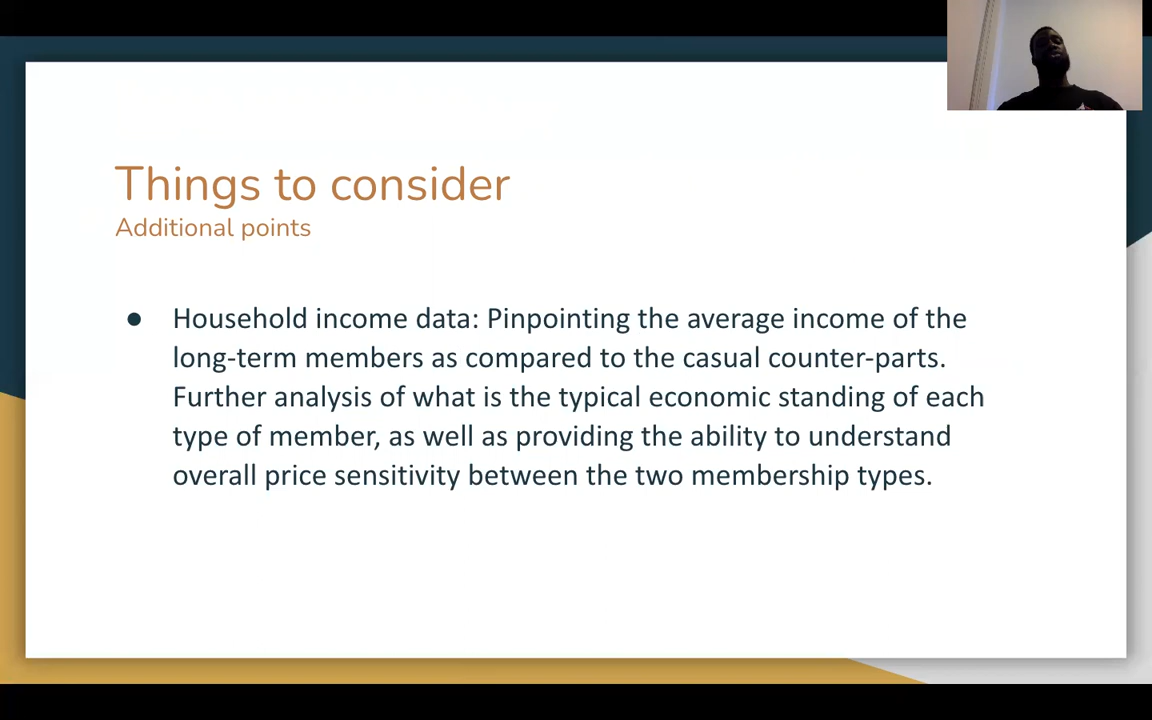 Things to consider
Additional points
● Household income data: Pinpointing the average income of the
long-term members as compared to the casual counter-parts.
Further analysis of what is the typical economic standing of each
type of member, as well as providing the ability to understand
overall price sensitivity between the two membership types.